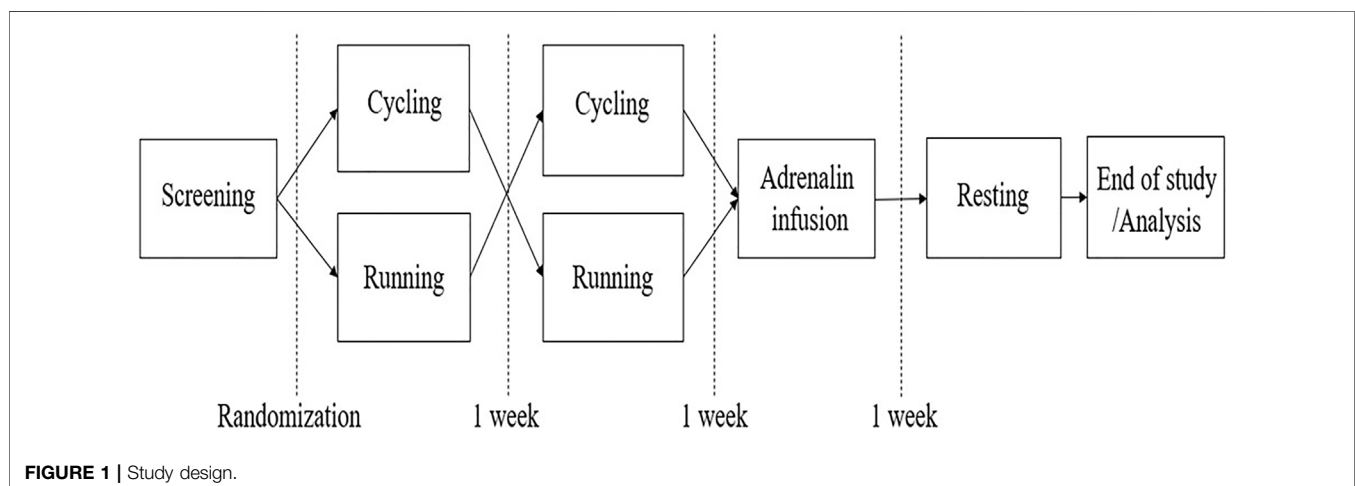 Screening
Cycling
Running
Cycling
Running
Adrenalin
infusion
Resting
End of study
/Analysis
Randomization
1 week
1 week
1 week
FIGURE 1 | Study design.